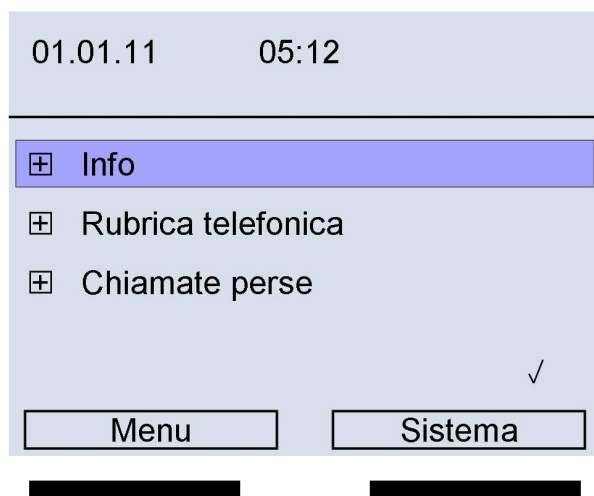 01.01.11 05:12
Info
Rubrica telefonica
Chiamate perse
√
Menu Sistema